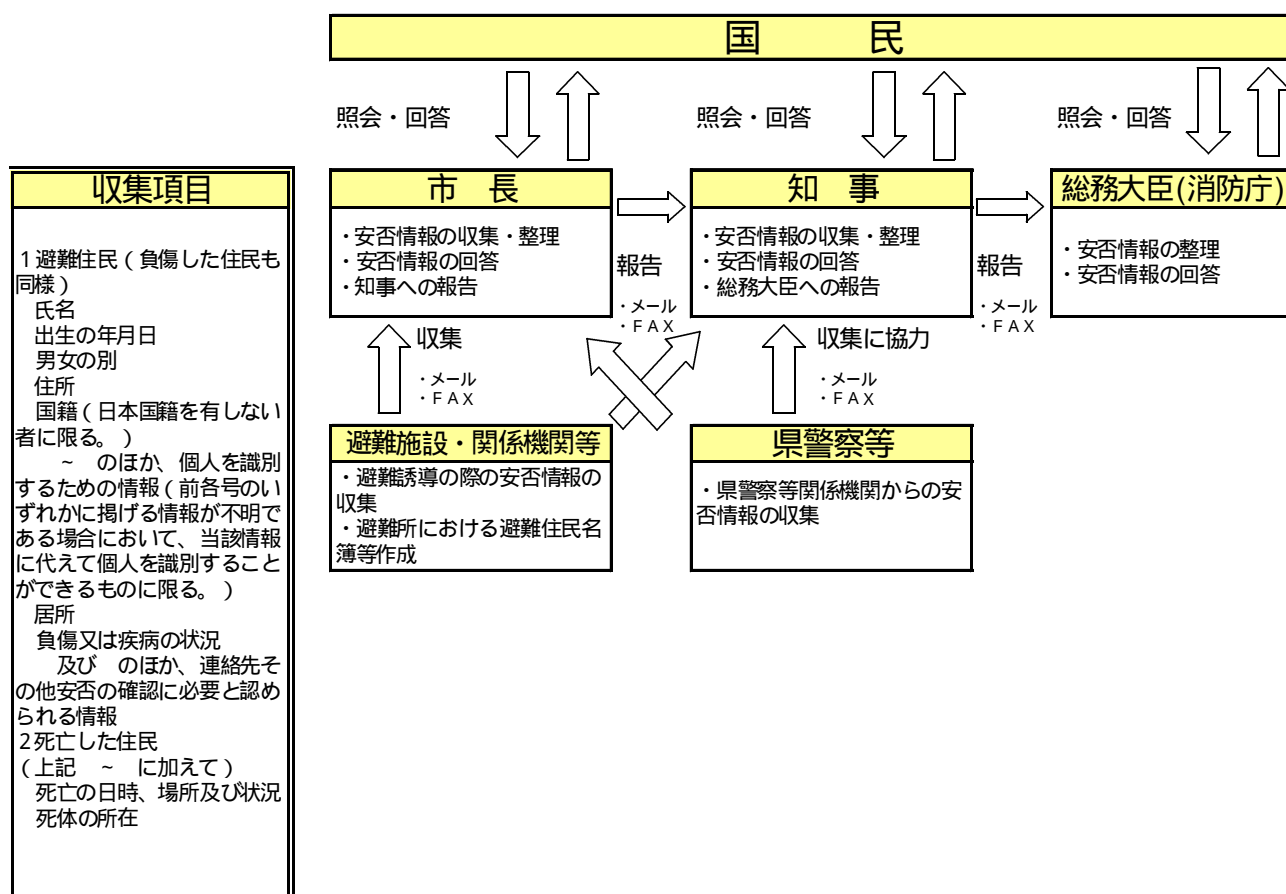 国　　民
照会・回答
照会・回答
照会・回答
収集項目
1避難住民（負傷した住民も
同様）
氏名
出生の年月日
男女の別
住所
国籍（日本国籍を有しない
者に限る。）
～　のほか、個人を識別
するための情報（前各号のい
ずれかに掲げる情報が不明で
ある場合において、当該情報
に代えて個人を識別すること
ができるものに限る。）
居所
負傷又は疾病の状況
及び　のほか、連絡先そ
の他安否の確認に必要と認め
られる情報
2死亡した住民
（上記　～　に加えて）
死亡の日時、場所及び状況
死体の所在
市　長
・安否情報の収集・整理
・安否情報の回答
・知事への報告
報告
・メール
・ＦＡＸ
知　事
・安否情報の収集・整理
・安否情報の回答
・総務大臣への報告
報告
・メール
・ＦＡＸ
総務大臣(消防庁)
・安否情報の整理
・安否情報の回答
収集
・メール
・ＦＡＸ
収集に協力
・メール
・ＦＡＸ
避難施設・関係機関等
・避難誘導の際の安否情報の
収集
・避難所における避難住民名
簿等作成
県警察等
・県警察等関係機関からの安
否情報の収集